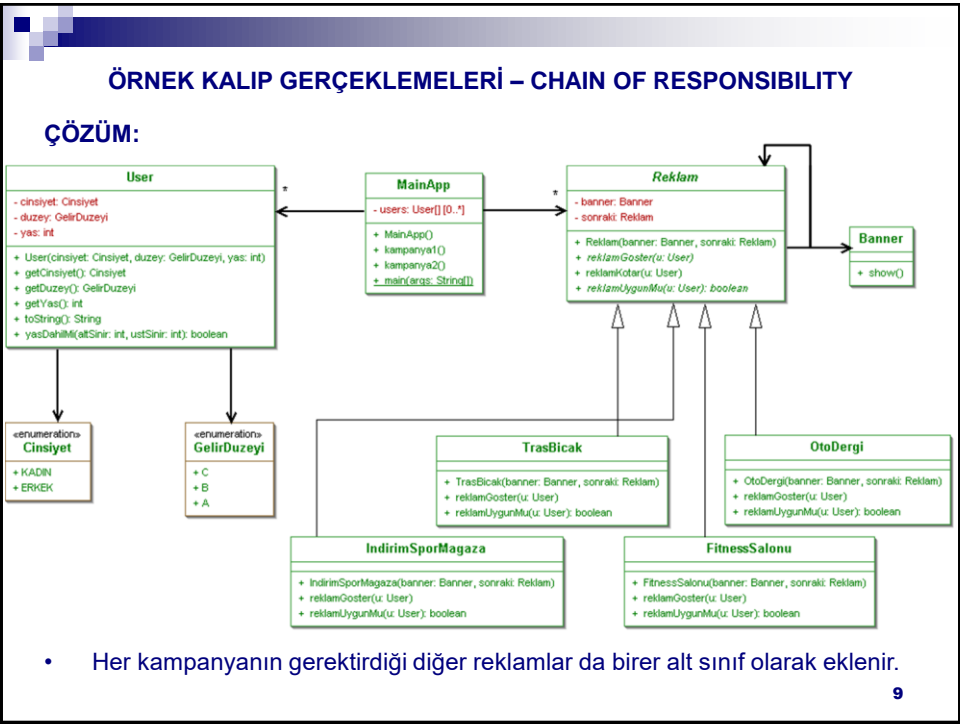 ÖRNEK KALIP GERÇEKLEMELERİ – CHAIN OF RESPONSIBILITY
ÇÖZÜM:
User
- cinsiyet: Cinsiyet
- duzey: GelirDuzeyi
- yas: int
+ User(cinsiyet: Cinsiyet, duzey: GelirDuzeyi, yas: int)
+ getCinsiyet(): Cinsiyet
+ getDuzey(): GelirDuzeyi
+ getYas(): int
+ toString(): String
+ yasDahilMi(altSinir: int, ustSinir: int): boolean
*
MainApp
- users: User[] [0..*]
+ MainApp()
+ kampanya1()
+ kampanya2()
+ main(args: String[])
*
Reklam
- banner: Banner
- sonraki: Reklam
+ Reklam(banner: Banner, sonraki: Reklam)
+ reklamGoster(u: User)
+ reklamKotar(u: User)
+ reklamUygunMu(u: User): boolean
Banner
+ show()
«enumeration»
Cinsiyet
+ KADIN
+ ERKEK
«enumeration»
GelirDuzeyi
+ C
+ B
+ A
TrasBicak
+ TrasBicak(banner: Banner, sonraki: Reklam)
+ reklamGoster(u: User)
+ reklamUygunMu(u: User): boolean
OtoDergi
+ OtoDergi(banner: Banner, sonraki: Reklam)
+ reklamGoster(u: User)
+ reklamUygunMu(u: User): boolean
IndirimSporMagaza
+ IndirimSporMagaza(banner: Banner, sonraki: Reklam)
+ reklamGoster(u: User)
+ reklamUygunMu(u: User): boolean
FitnessSalonu
+ FitnessSalonu(banner: Banner, sonraki: Reklam)
+ reklamGoster(u: User)
+ reklamUygunMu(u: User): boolean
• Her kampanyanın gerektirdiği diğer reklamlar da birer alt sınıf olarak eklenir.
9